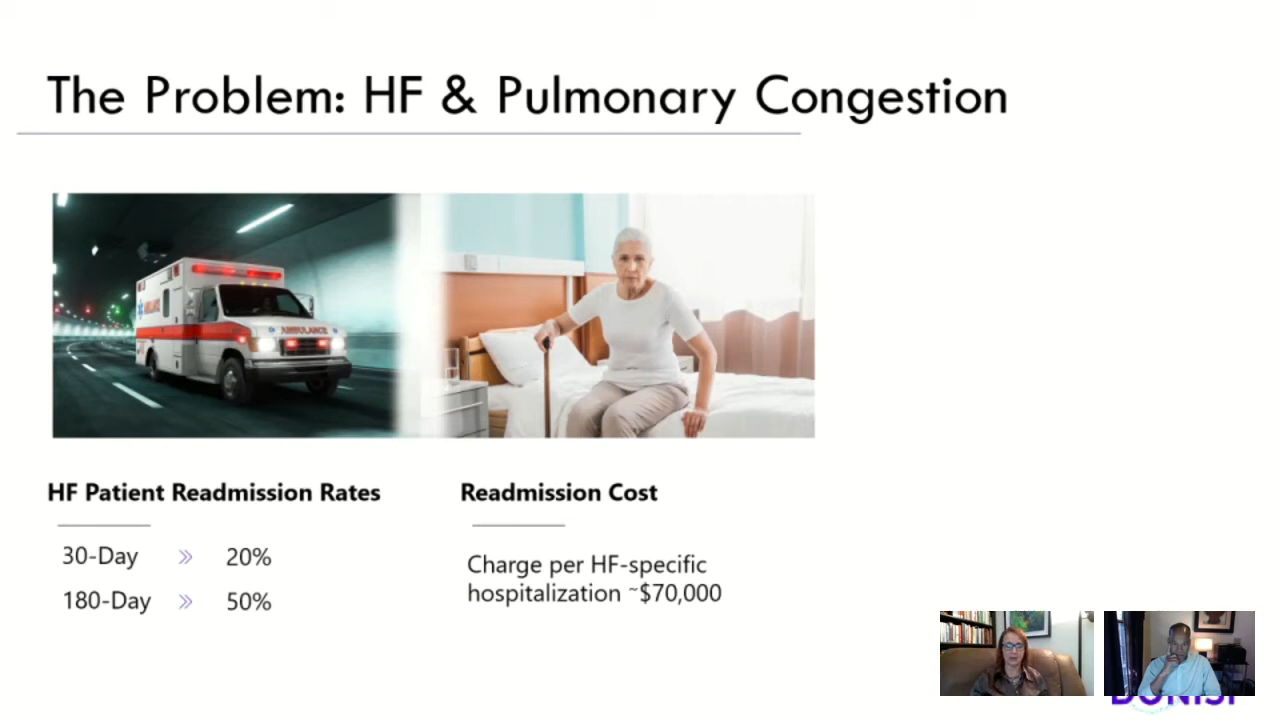 The Problem: HF & Pulmonary Congestion
AMBULANCE
HF Patient Readmission Rates
30-Day » 20%
180-Day » 50%
Readmission Cost
Charge per HF-specific
hospitalization ~$70,000